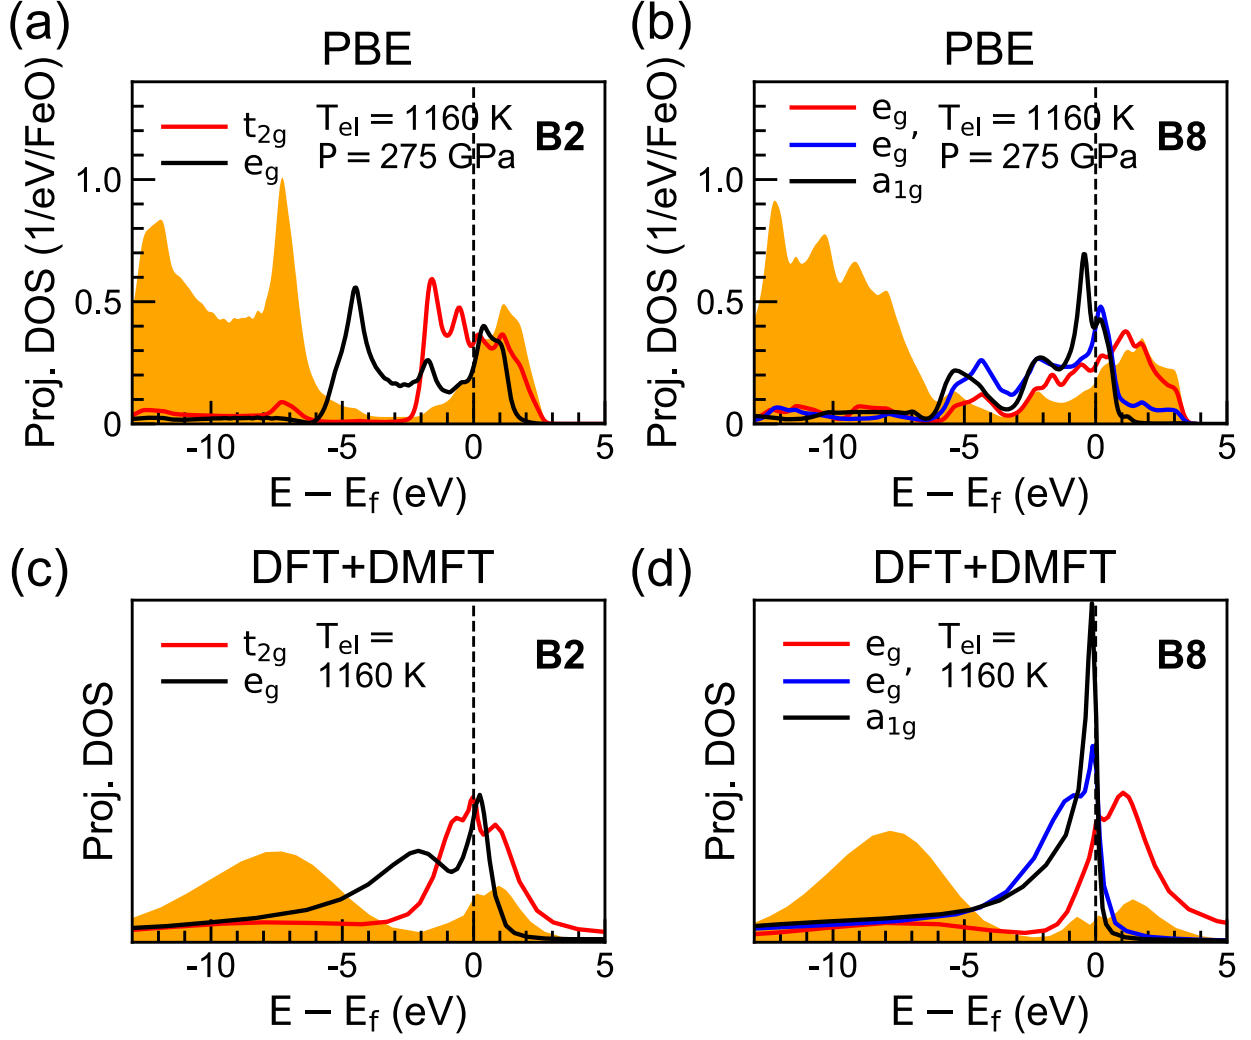 (a)
PBE
Proj. DOS (1/eV/FeO)
1.0
0.5
0
t2g
eg
Tel = 1160 K
P = 275 GPa
B2
-10
-5
0
5
E − Ef (eV)
(b)
PBE
Proj. DOS (1/eV/FeO)
1.0
0.5
0
eg
eg'
a1g
Tel = 1160 K
P = 275 GPa
B8
-10
-5
0
5
E − Ef (eV)
(c)
DFT+DMFT
Proj. DOS
t2g
eg
Tel =
1160 K
B2
-10
-5
0
5
E − Ef (eV)
(d)
DFT+DMFT
Proj. DOS
eg
eg'
a1g
Tel =
1160 K
B8
-10
-5
0
5
E − Ef (eV)